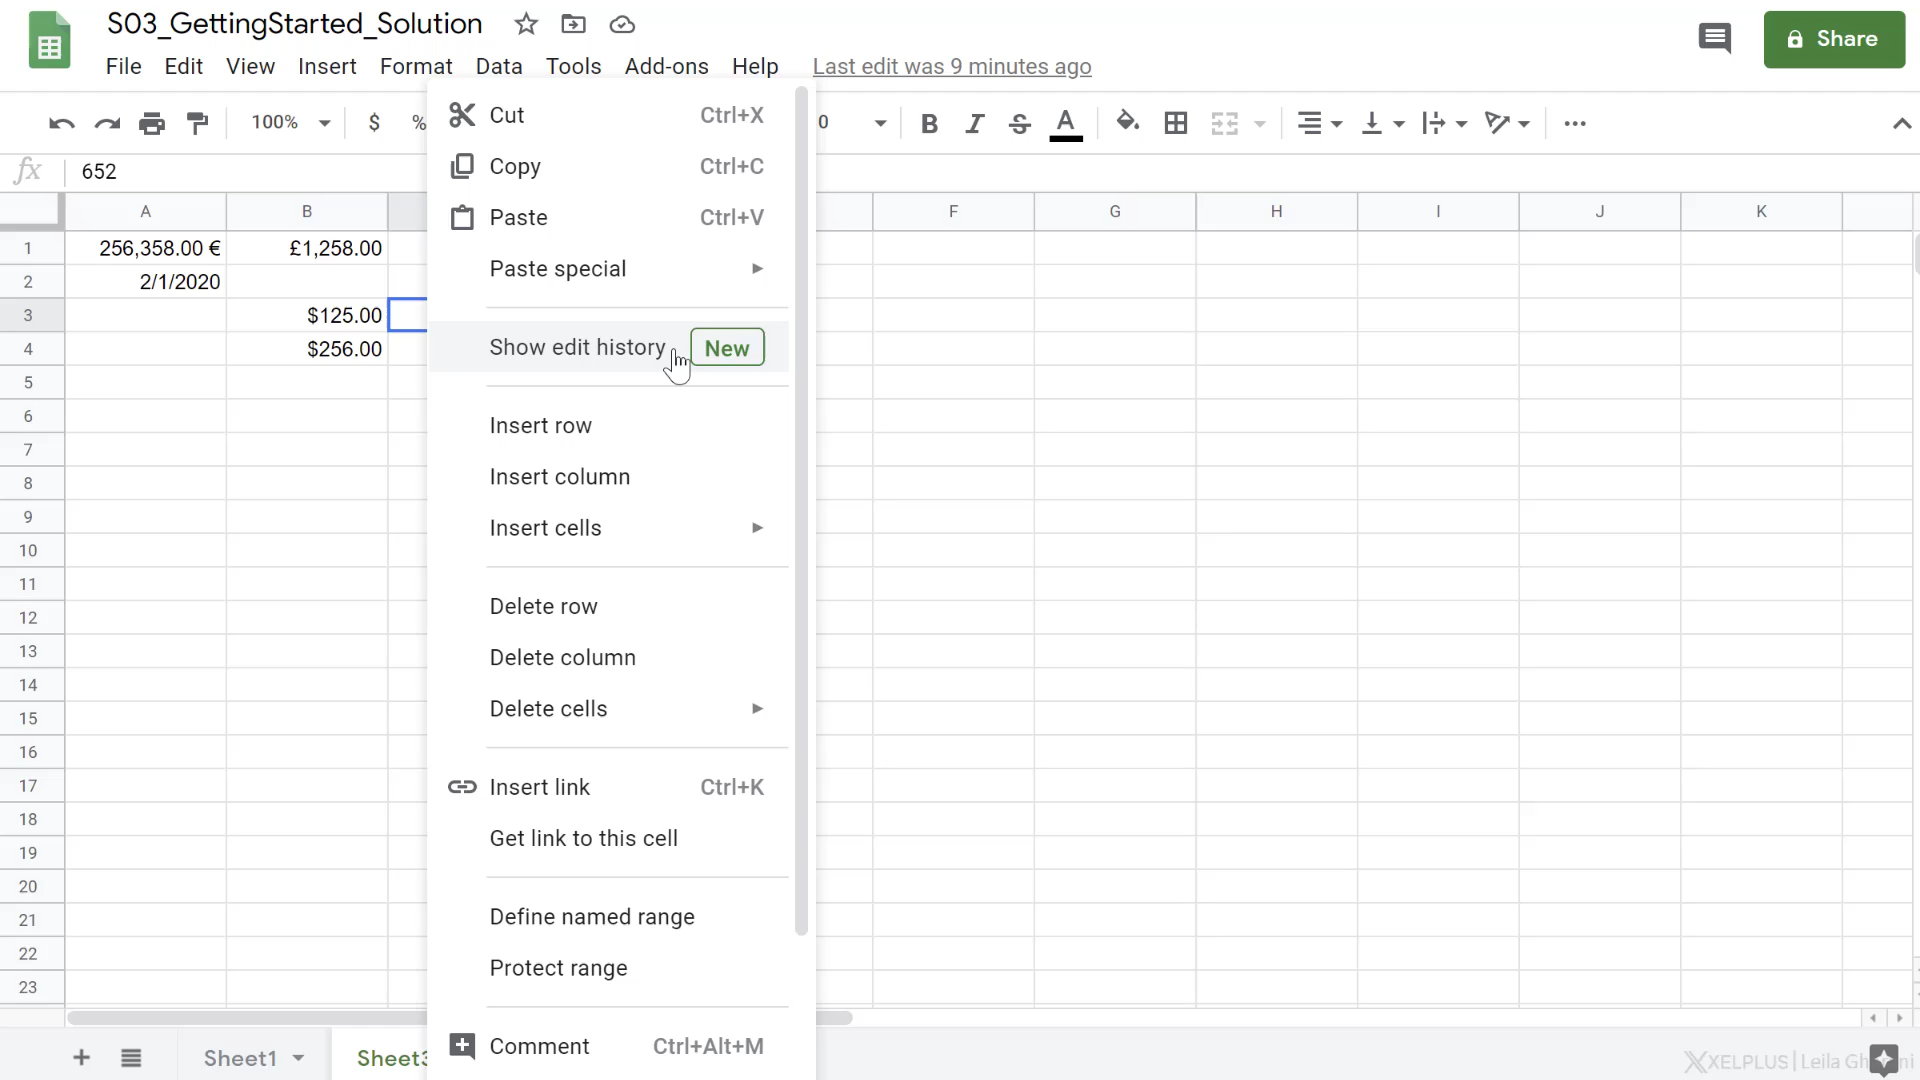 S03_GettingStarted_Solution
Share
File Edit View Insert Format Data Tools Add-ons Help Last edit was 9 minutes ago
100% $ % 0 B I S A
fx 652
A B F G H I J K
1 256,358.00 € £1,258.00
2 2/1/2020
3 $125.00
4 $256.00
5
6
7
8
9
10
11
12
13
14
15
16
17
18
19
20
21
22
23
Cut Ctrl+X
Copy Ctrl+C
Paste Ctrl+V
Paste special
Show edit history New
Insert row
Insert column
Insert cells
Delete row
Delete column
Delete cells
Insert link Ctrl+K
Get link to this cell
Define named range
Protect range
Comment Ctrl+Alt+M
Sheet1 Sheet3
XELPLUS | Leila